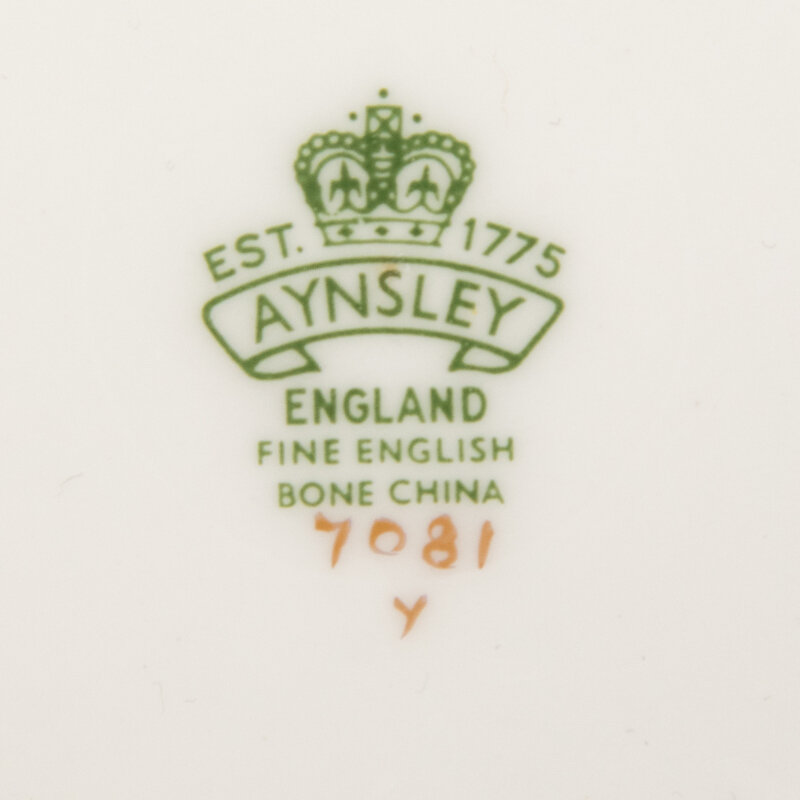 EST. 1775
AYNSLEY
ENGLAND
FINE ENGLISH
BONE CHINA
7081
Y